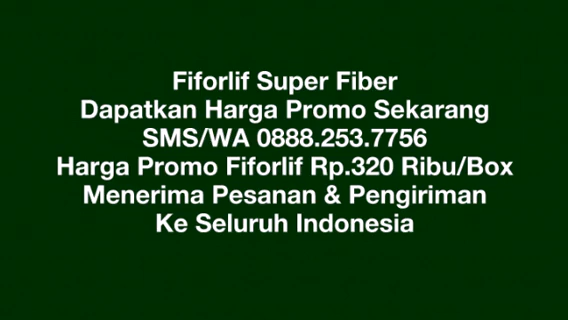 Fiforlif Super Fiber
Dapatkan Harga Promo Sekarang
SMS/WA 0888.253.7756
Harga Promo Fiforlif Rp.320 Ribu/Box
Menerima Pesanan & Pengiriman
Ke Seluruh Indonesia